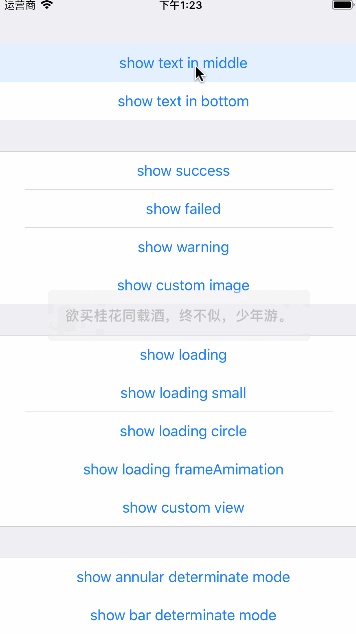 运营商 下午1:23
show text in middle
show text in bottom
show success
show failed
show warning
show custom image
欲买桂花同载酒，终不似，少年游。
show loading
show loading small
show loading circle
show loading frameAmimation
show custom view
show annular determinate mode
show bar determinate mode